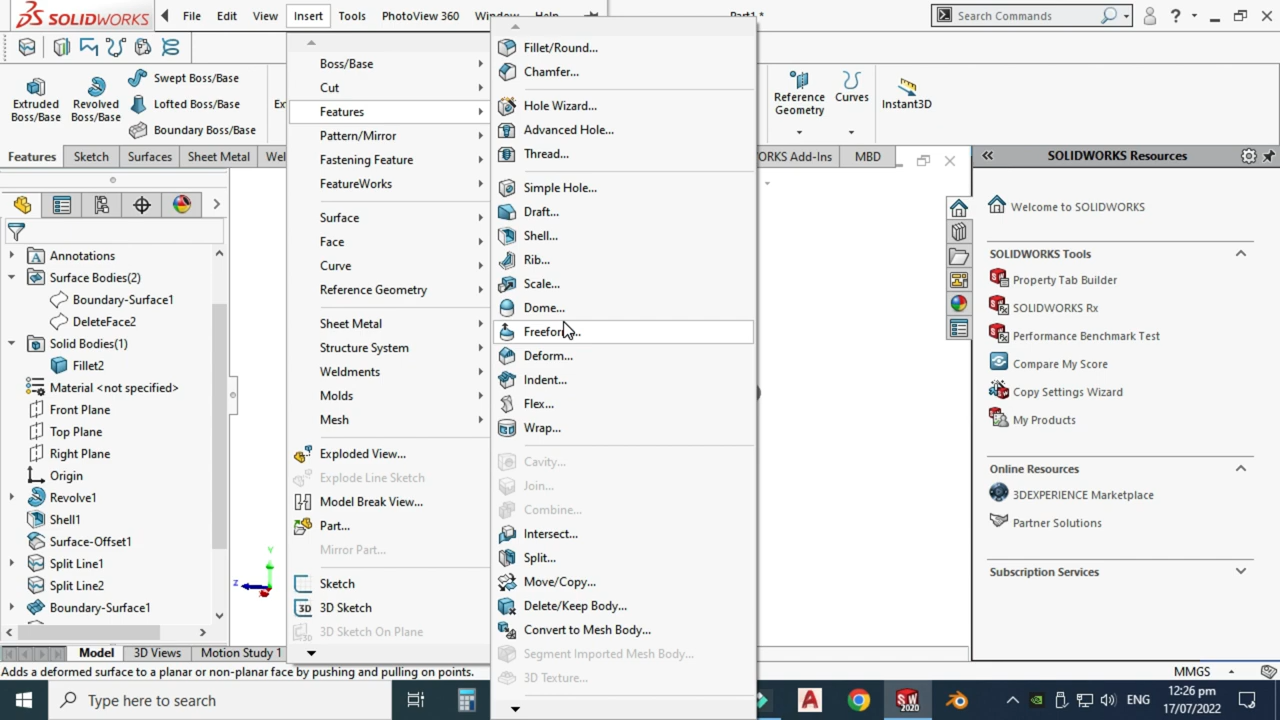 SOLIDWORKS
File
Edit
View
Insert
Tools
PhotoView 360
Window
Help
Part1 *
Search Commands
Extruded Boss/Base
Revolved Boss/Base
Swept Boss/Base
Lofted Boss/Base
Boundary Boss/Base
Reference Geometry
Curves
Instant3D
Features
Sketch
Surfaces
Sheet Metal
MBD
Annotations
Surface Bodies(2)
Boundary-Surface1
DeleteFace2
Solid Bodies(1)
Fillet2
Material <not specified>
Front Plane
Top Plane
Right Plane
Origin
Revolve1
Shell1
Surface-Offset1
Split Line1
Split Line2
Boundary-Surface1
Y
Z
Model
3D Views
Motion Study 1
Boss/Base
Cut
Features
Pattern/Mirror
Fastening Feature
FeatureWorks
Surface
Face
Curve
Reference Geometry
Sheet Metal
Structure System
Weldments
Molds
Mesh
Exploded View...
Explode Line Sketch
Model Break View...
Part...
Mirror Part...
Sketch
3D Sketch
3D Sketch On Plane
Fillet/Round...
Chamfer...
Hole Wizard...
Advanced Hole...
Thread...
Simple Hole...
Draft...
Shell...
Rib...
Scale...
Dome...
Freeform...
Deform...
Indent...
Flex...
Wrap...
Cavity...
Join...
Combine...
Intersect...
Split...
Move/Copy...
Delete/Keep Body...
Convert to Mesh Body...
Segment Imported Mesh Body...
3D Texture...
SOLIDWORKS Resources
Welcome to SOLIDWORKS
SOLIDWORKS Tools
Property Tab Builder
SOLIDWORKS Rx
Performance Benchmark Test
Compare My Score
Copy Settings Wizard
My Products
Online Resources
3DEXPERIENCE Marketplace
Partner Solutions
Subscription Services
Adds a deformed surface to a planar or non-planar face by pushing and pulling on points.
MMGS
Type here to search
ENG
12:26 pm
17/07/2022